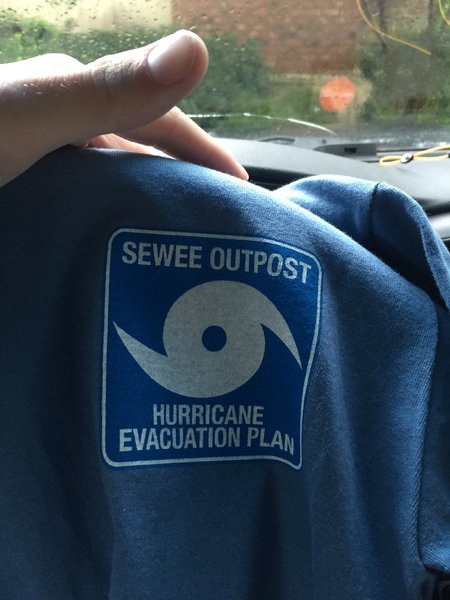 SEWEE OUTPOST
HURRICANE
EVACUATION PLAN